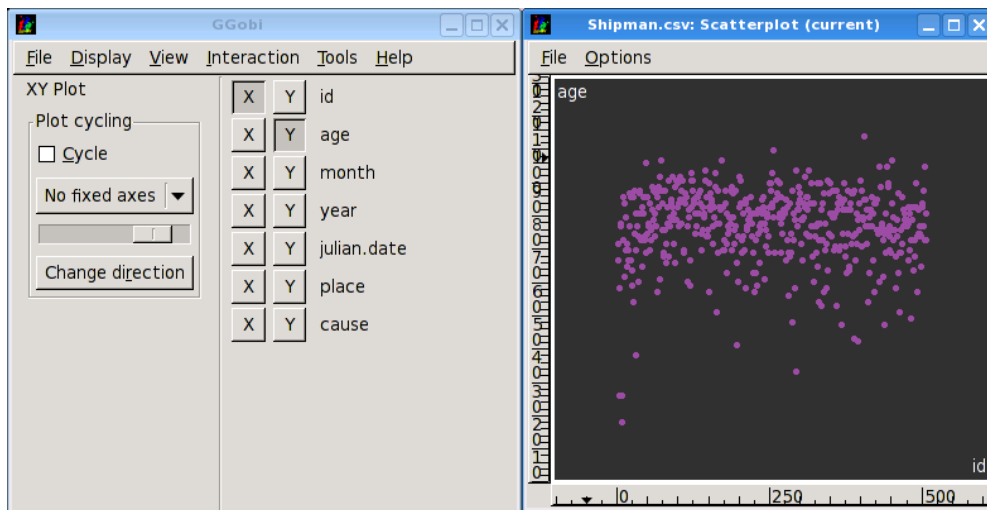 GGobi
File Display View Interaction Tools Help
XY Plot
Plot cycling
Cycle
No fixed axes
Change direction
X Y id
X Y age
X Y month
X Y year
X Y julian.date
X Y place
X Y cause
Shipman.csv: Scatterplot (current)
File Options
age
id
0 250 500